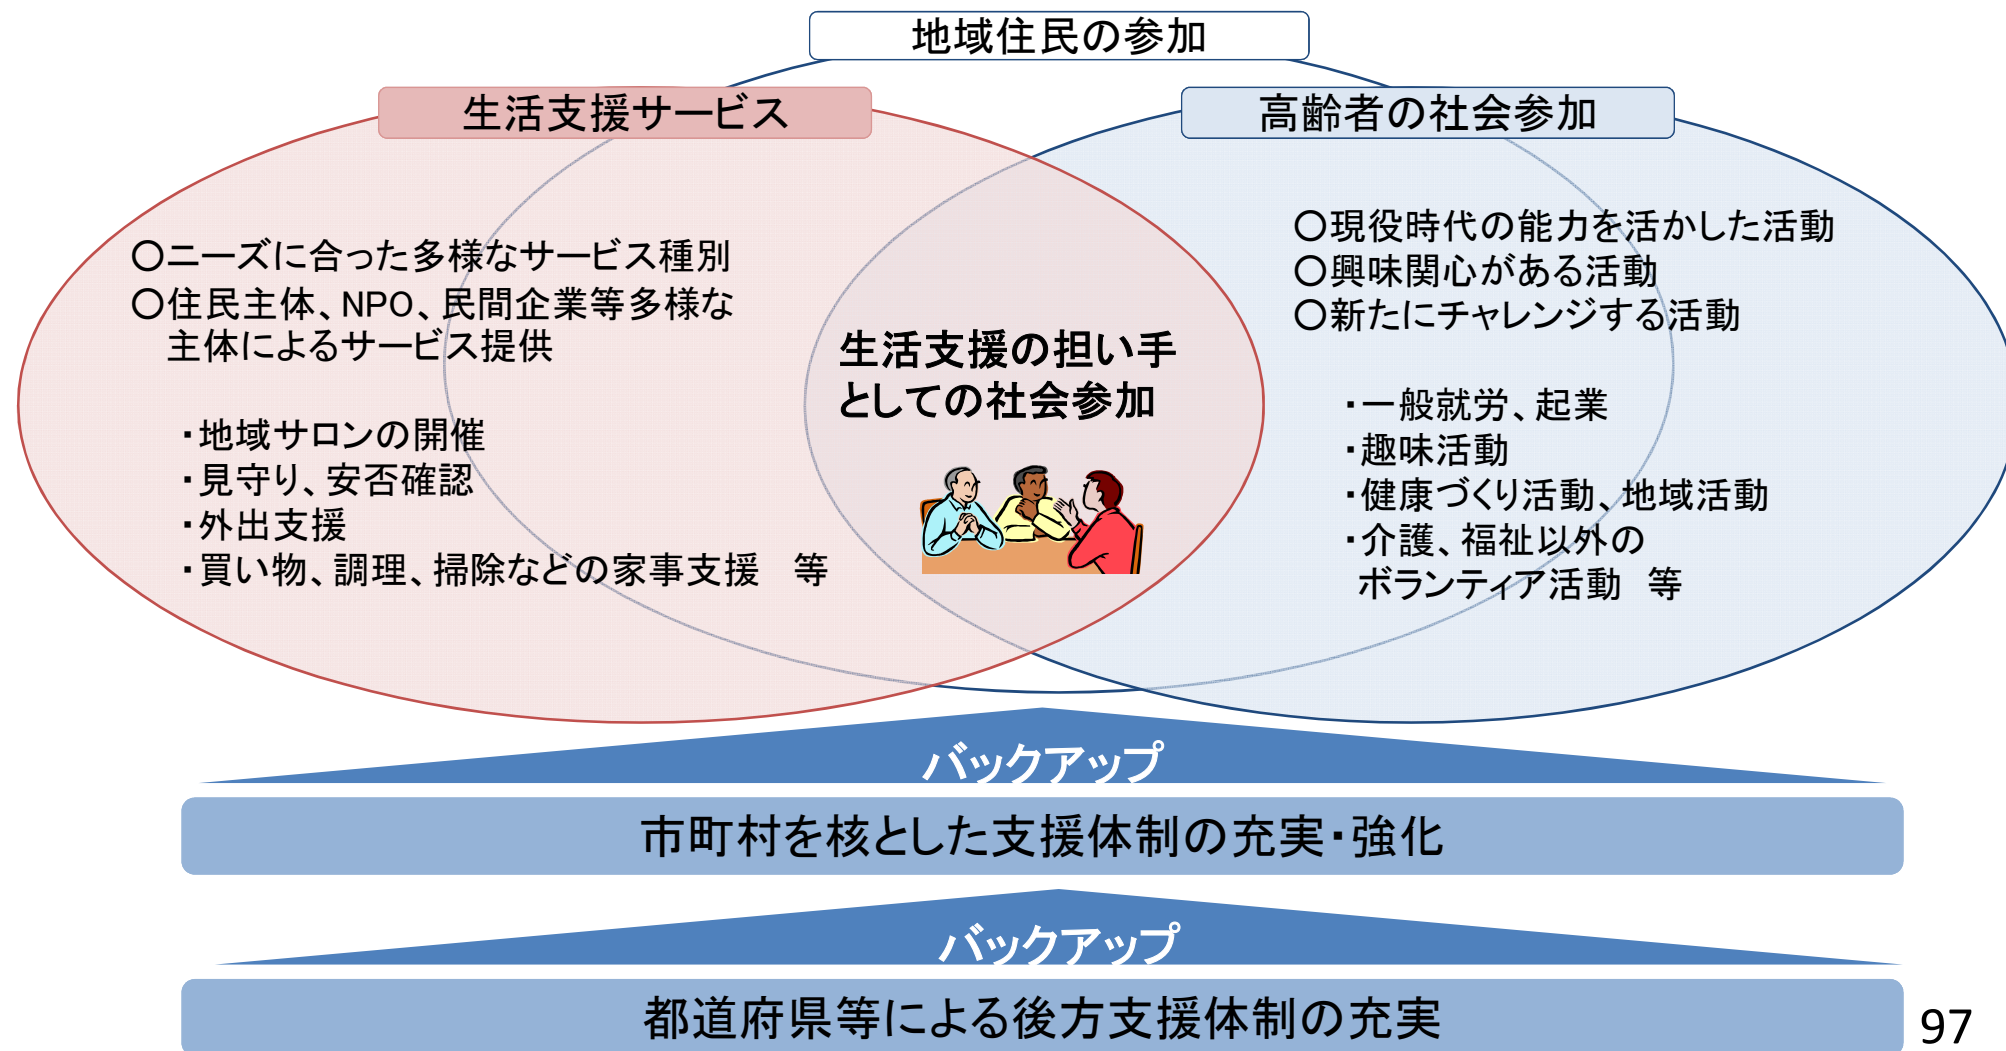 地域住民の参加
生活支援サービス
高齢者の社会参加
○ニーズに合った多様なサービス種別
○住民主体、NPO、民間企業等多様な
主体によるサービス提供
・地域サロンの開催
・見守り、安否確認
・外出支援
・買い物、調理、掃除などの家事支援　等
生活支援の担い手
としての社会参加
○現役時代の能力を活かした活動
○興味関心がある活動
○新たにチャレンジする活動
・一般就労、起業
・趣味活動
・健康づくり活動、地域活動
・介護、福祉以外の
ボランティア活動　等
バックアップ
市町村を核とした支援体制の充実・強化
バックアップ
都道府県等による後方支援体制の充実
97